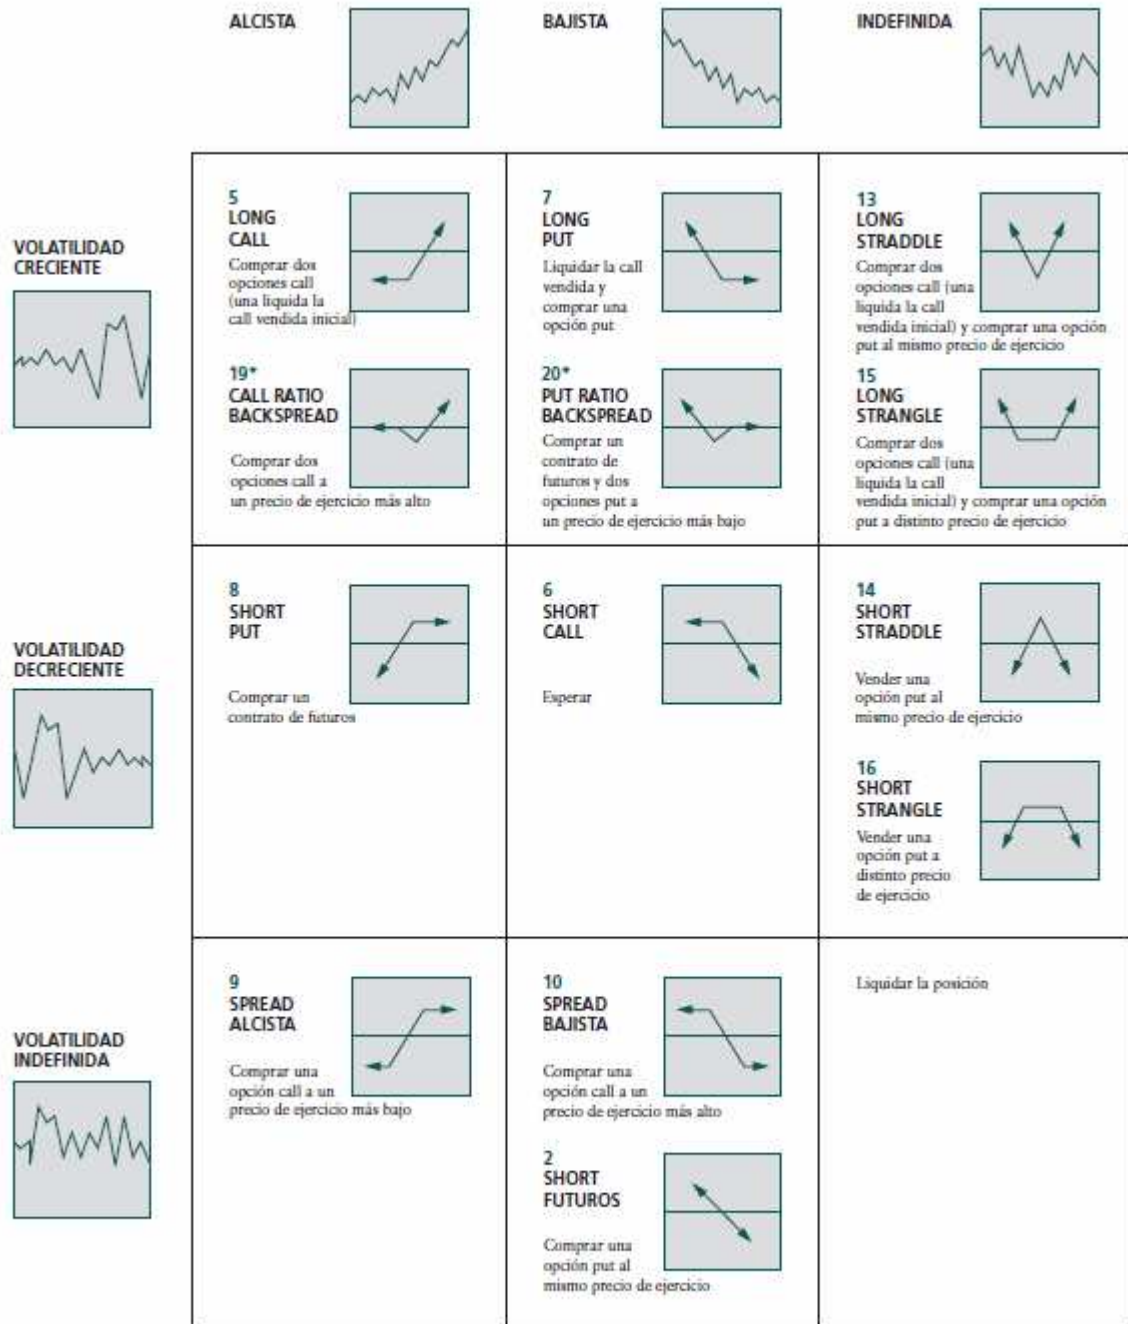 ALCISTA
BAJISTA
INDEFINIDA
VOLATILIDAD
CRECIENTE
5
LONG
CALL
Comprar dos
opciones call
(una liquida la
call vendida inicial)
19*
CALL RATIO
BACKSPREAD
Comprar dos
opciones call a
un precio de ejercicio más alto
7
LONG
PUT
Liquidar la call
vendida y
comprar una
opción put
20*
PUT RATIO
BACKSPREAD
Comprar un
contrato de
futuros y dos
opciones put a
un precio de ejercicio más bajo
13
LONG
STRADDLE
Comprar dos
opciones call (una
liquida la call
vendida inicial) y comprar una opción
put al mismo precio de ejercicio
15
LONG
STRANGLE
Comprar dos
opciones call (una
liquida la call
vendida inicial) y comprar una opción
put a distinto precio de ejercicio
VOLATILIDAD
DECRECIENTE
8
SHORT
PUT
Comprar un
contrato de futuros
6
SHORT
CALL
Esperar
14
SHORT
STRADDLE
Vender una
opción put al
mismo precio de ejercicio
16
SHORT
STRANGLE
Vender una
opción put a
distinto precio
de ejercicio
VOLATILIDAD
INDEFINIDA
9
SPREAD
ALCISTA
Comprar una
opción call a un
precio de ejercicio más bajo
10
SPREAD
BAJISTA
Comprar una
opción call a un
precio de ejercicio más alto
2
SHORT
FUTUROS
Comprar una
opción put al
mismo precio de ejercicio
Liquidar la posición